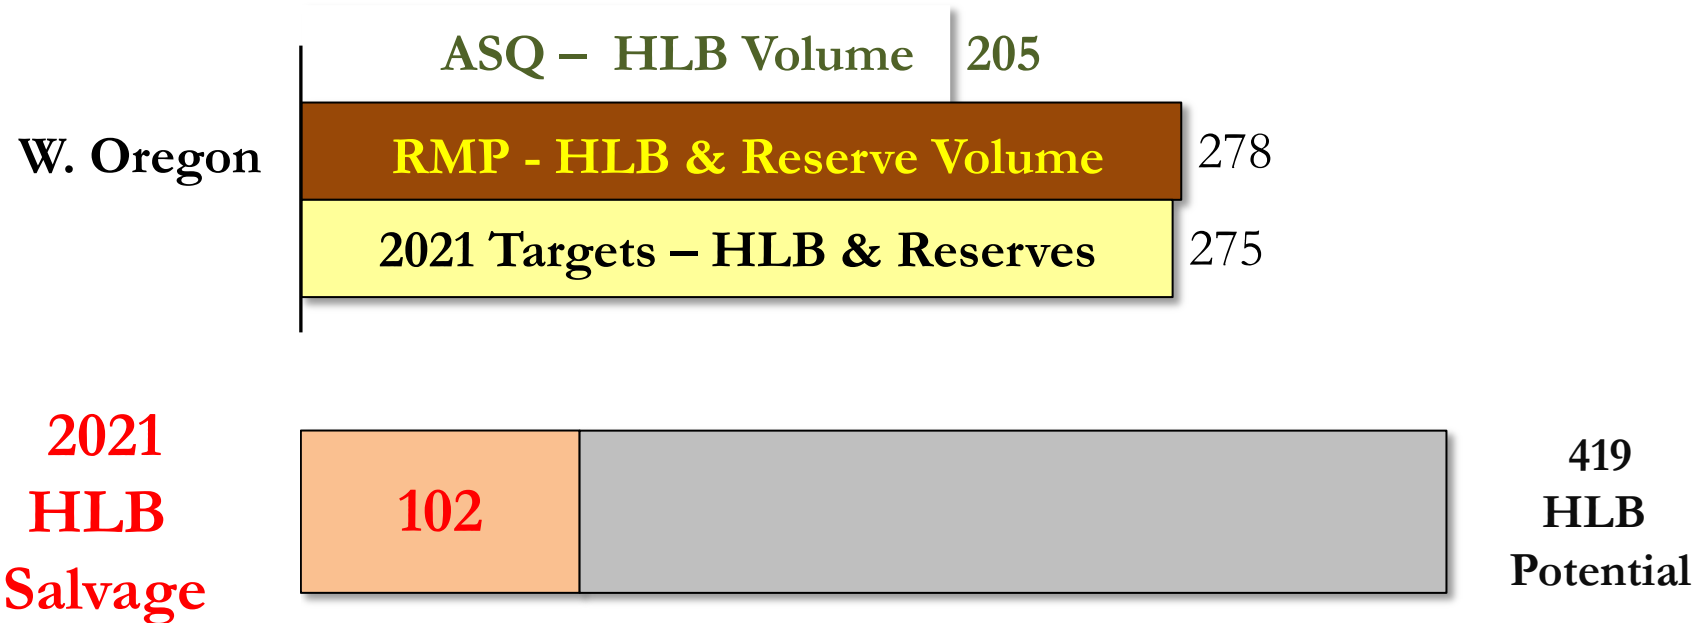 ASQ – HLB Volume 205
W. Oregon RMP - HLB & Reserve Volume 278
2021 Targets – HLB & Reserves 275
2021
HLB
Salvage
102
419
HLB
Potential